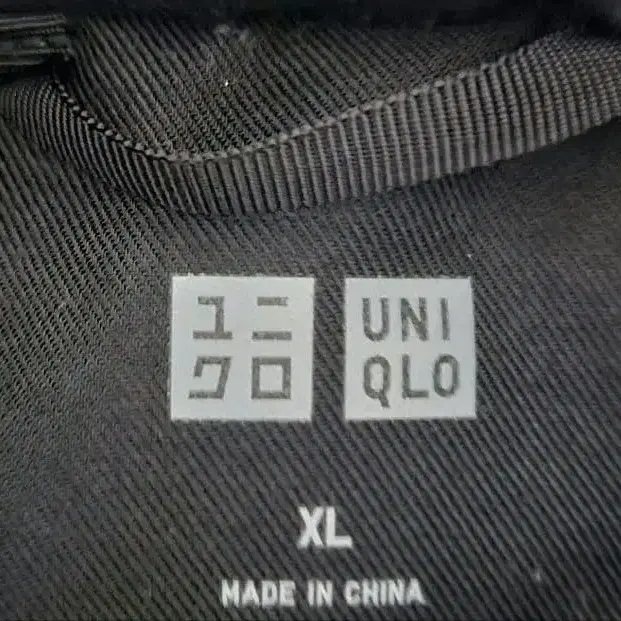 ユニ
クロ
UNI
QLO
XL
MADE IN CHINA